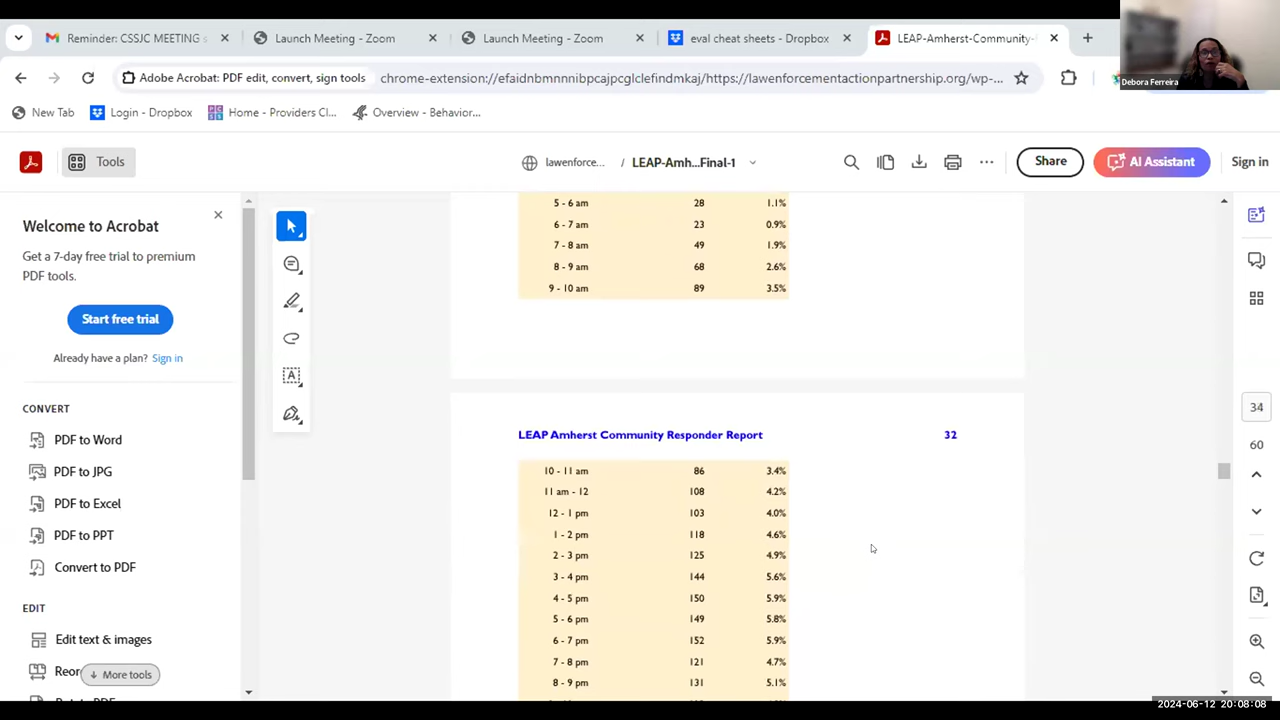 Reminder: CSSJC MEETING s
Launch Meeting - Zoom
Launch Meeting - Zoom
eval cheat sheets - Dropbox
LEAP-Amherst-Community-
Debora Ferreira
Adobe Acrobat: PDF edit, convert, sign tools
chrome-extension://efaidnbmnnnibpcajpcglclefindmkaj/https://lawenforcementactionpartnership.org/wp-...
New Tab
Login - Dropbox
Home - Providers Cl...
Overview - Behavior...
Tools
lawenforce...
/ LEAP-Amh...Final-1
Share
AI Assistant
Sign in
Welcome to Acrobat
Get a 7-day free trial to premium
PDF tools.
Start free trial
Already have a plan? Sign in
CONVERT
PDF to Word
PDF to JPG
PDF to Excel
PDF to PPT
Convert to PDF
EDIT
Edit text & images
Reor
More tools
5 - 6 am 28 1.1%
6 - 7 am 23 0.9%
7 - 8 am 49 1.9%
8 - 9 am 68 2.6%
9 - 10 am 89 3.5%
LEAP Amherst Community Responder Report 32
10 - 11 am 86 3.4%
11 am - 12 108 4.2%
12 - 1 pm 103 4.0%
1 - 2 pm 118 4.6%
2 - 3 pm 125 4.9%
3 - 4 pm 144 5.6%
4 - 5 pm 150 5.9%
5 - 6 pm 149 5.8%
6 - 7 pm 152 5.9%
7 - 8 pm 121 4.7%
8 - 9 pm 131 5.1%
34
60
2024-06-12 20:08:08